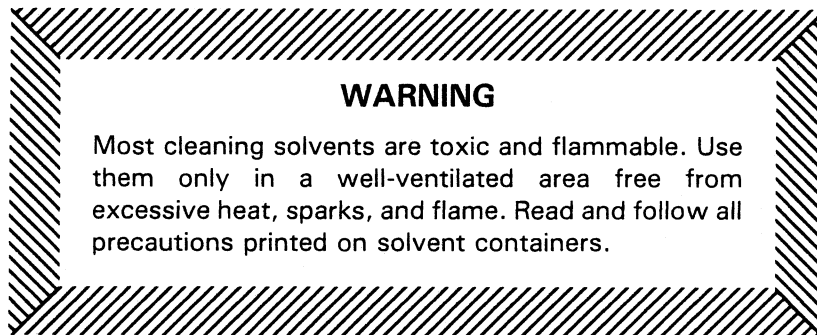 WARNING
Most cleaning solvents are toxic and flammable. Use
them only in a well-ventilated area free from
excessive heat, sparks, and flame. Read and follow all
precautions printed on solvent containers.